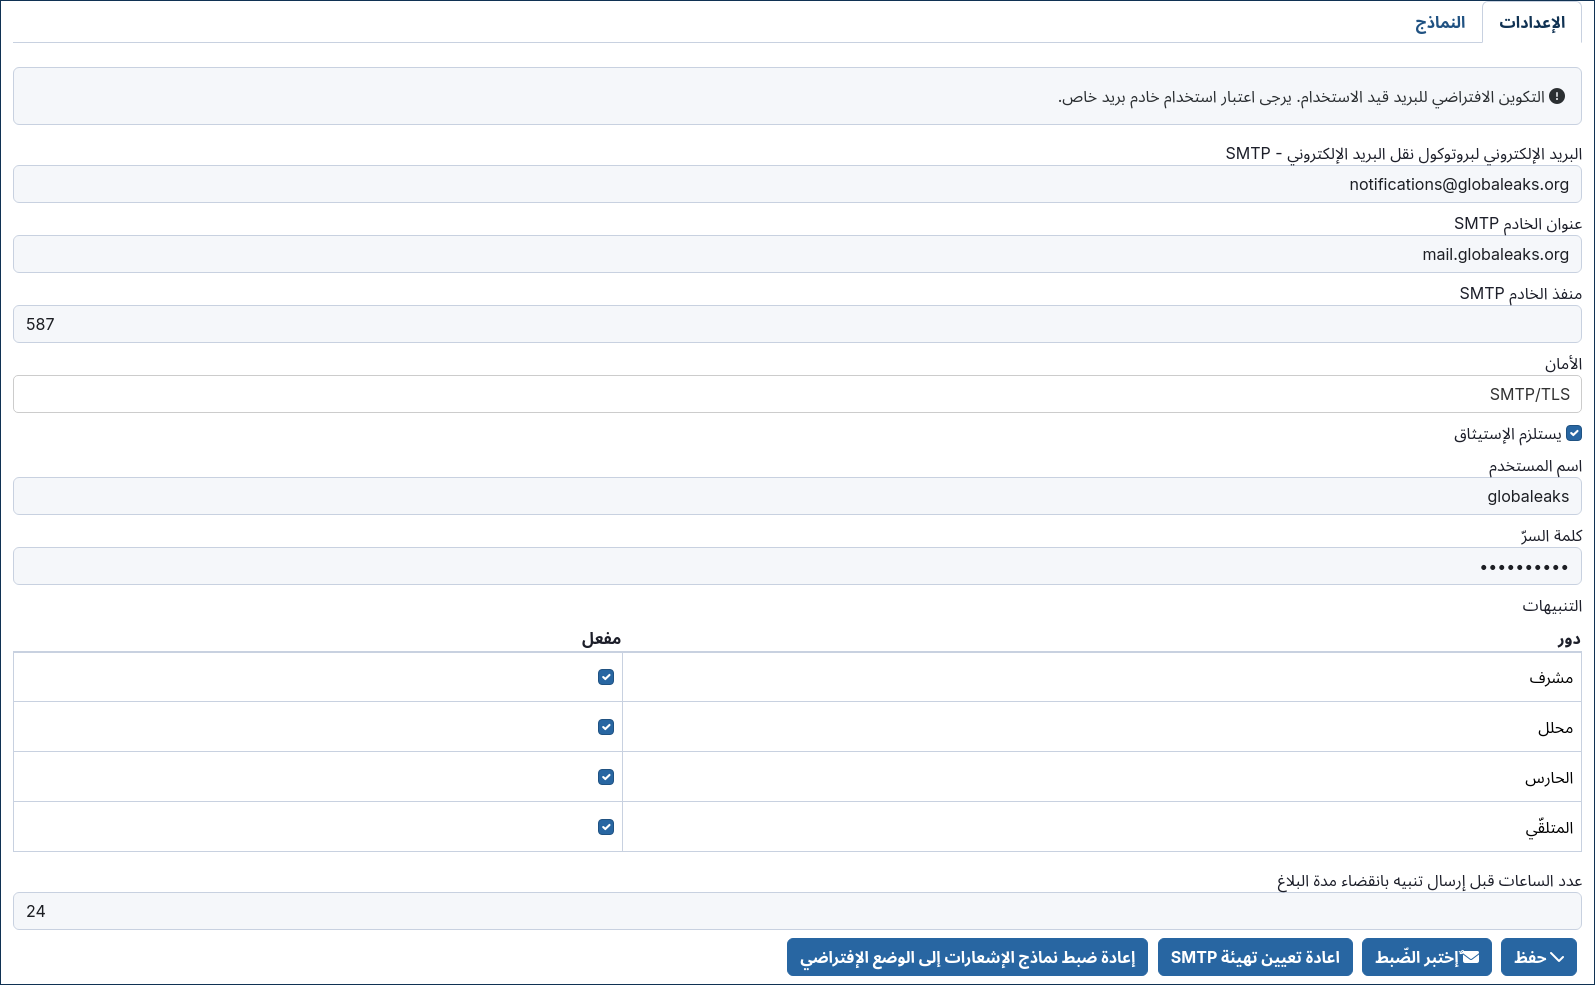 الإعدادات
النماذج
التكوين الافتراضي للبريد قيد الاستخدام. يرجى اعتبار استخدام خادم بريد خاص.
البريد الإلكتروني لبروتوكول نقل البريد الإلكتروني - SMTP
notifications@globaleaks.org
عنوان الخادم SMTP
mail.globaleaks.org
منفذ الخادم SMTP
587
الأمان
SMTP/TLS
يستلزم الإستيثاق
اسم المستخدم
globaleaks
كلمة السرّ
••••••••••
التنبيهات
دور
مفعل
مشرف
محلل
الحارس
المتلقّي
عدد الساعات قبل إرسال تنبيه بانقضاء مدة البلاغ
24
حفظ
إختبر الضّبط
اعادة تعيين تهيئة SMTP
إعادة ضبط نماذج الإشعارات إلى الوضع الإفتراضي